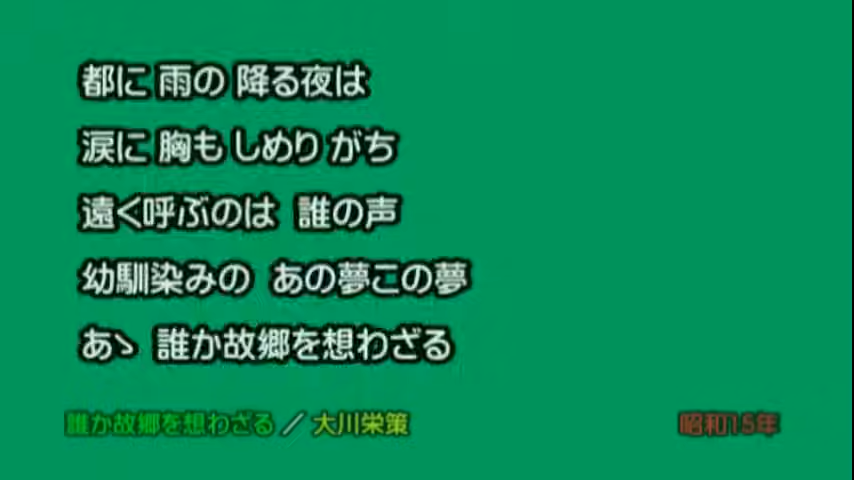 都に 雨の 降る夜は
涙に 胸も しめり がち
遠く呼ぶのは 誰の声
幼馴染みの あの夢この夢
あゝ 誰か故郷を想わざる
誰か故郷を想わざる / 大川栄策 昭和15年